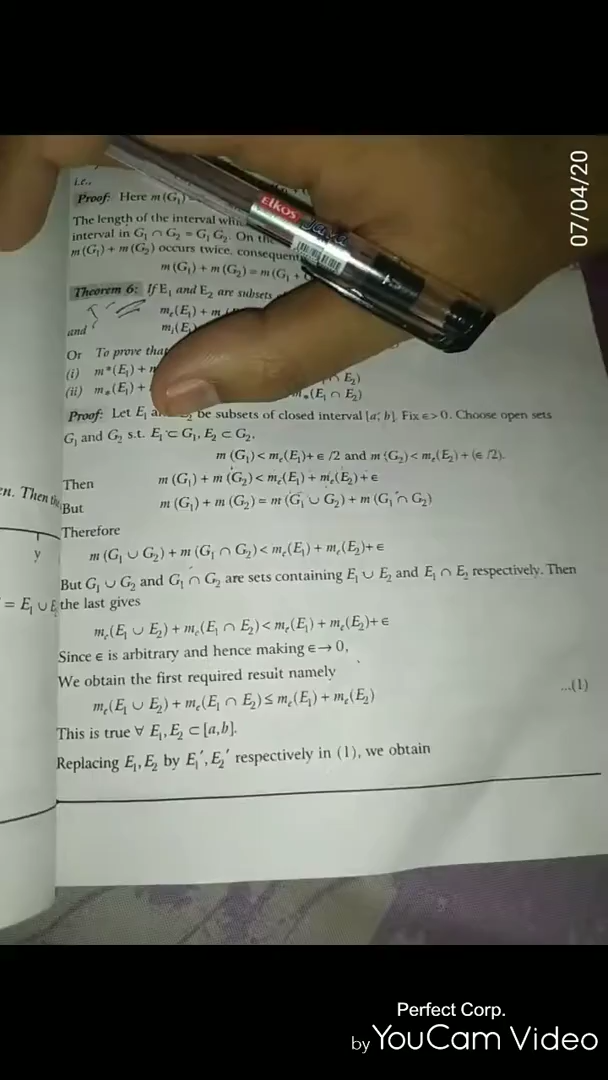 07/04/20
i.e.,
Proof: Here m(G₁)
The length of the interval
interval in G₁ ∩ G₂ = G₁ G₂. On
m(G₁) + m(G₂) occurs twice,
m(G₁) + m(G₂) = m(G₁ +
elkos
Theorem 6: If E₁ and E₂ are subsets
mₑ(E₁) +
and mᵢ(E₁
Or To prove that
(i) m*(E₁) +
∩ E₂)
(ii) m⁎(E₁) +
m⁎(E₁ ∩ E₂)
Proof: Let E₁ be subsets of closed interval [a, b]. Fix ϵ>0. Choose open sets
G₁ and G₂ s.t. E₁ ⊂ G₁, E₂ ⊂ G₂.
m(G₁) < mₑ(E₁)+ ϵ /2 and m(G₂) < mₑ(E₂) + (ϵ /2).
Then m(G₁) + m(G₂) < mₑ(E₁) + mₑ(E₂)+ϵ
en. Then
But m(G₁) + m(G₂) = m(G₁ ∪ G₂) + m(G₁ ∩ G₂)
Therefore
y
m(G₁ ∪ G₂) + m(G₁ ∩ G₂) < mₑ(E₁) + mₑ(E₂)+ϵ
But G₁ ∪ G₂ and G₁ ∩ G₂ are sets containing E₁ ∪ E₂ and E₁ ∩ E₂ respectively. Then
= E₁ ∪ E
the last gives
mₑ(E₁ ∪ E₂) + mₑ(E₁ ∩ E₂) < mₑ(E₁) + mₑ(E₂)+ ϵ
Since ϵ is arbitrary and hence making ϵ→ 0,
We obtain the first required result namely
mₑ(E₁ ∪ E₂) + mₑ(E₁ ∩ E₂) ≤ mₑ(E₁) + mₑ(E₂) ...(1)
This is true ∀ E₁, E₂ ⊂ [a,b].
Replacing E₁, E₂ by E₁′, E₂′ respectively in (1), we obtain
Perfect Corp.
by YouCam Video